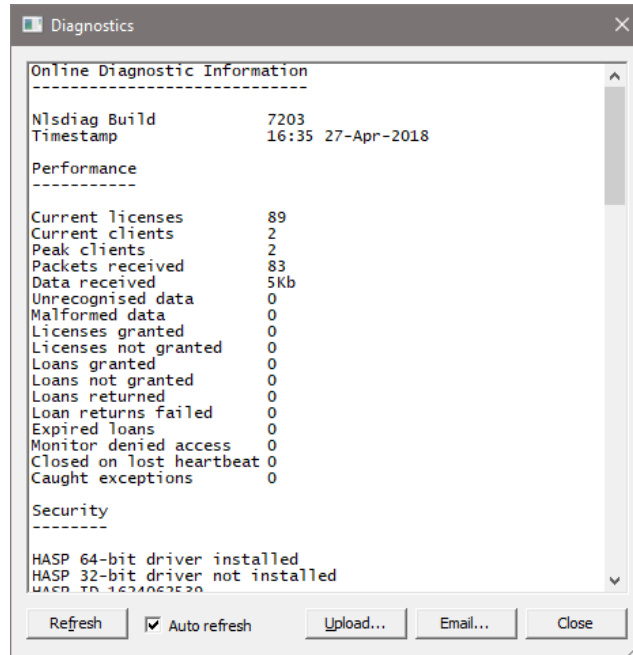 Diagnostics
Online Diagnostic Information
-----------------------------
Nlsdiag Build 7203
Timestamp 16:35 27-Apr-2018
Performance
-----------
Current licenses 89
Current clients 2
Peak clients 2
Packets received 83
Data received 5Kb
Unrecognised data 0
Malformed data 0
Licenses granted 0
Licenses not granted 0
Loans granted 0
Loans not granted 0
Loans returned 0
Loan returns failed 0
Expired loans 0
Monitor denied access 0
Closed on lost heartbeat 0
Caught exceptions 0
Security
--------
HASP 64-bit driver installed
HASP 32-bit driver not installed
HASP ID 1624062539
Refresh Auto refresh Upload... Email... Close